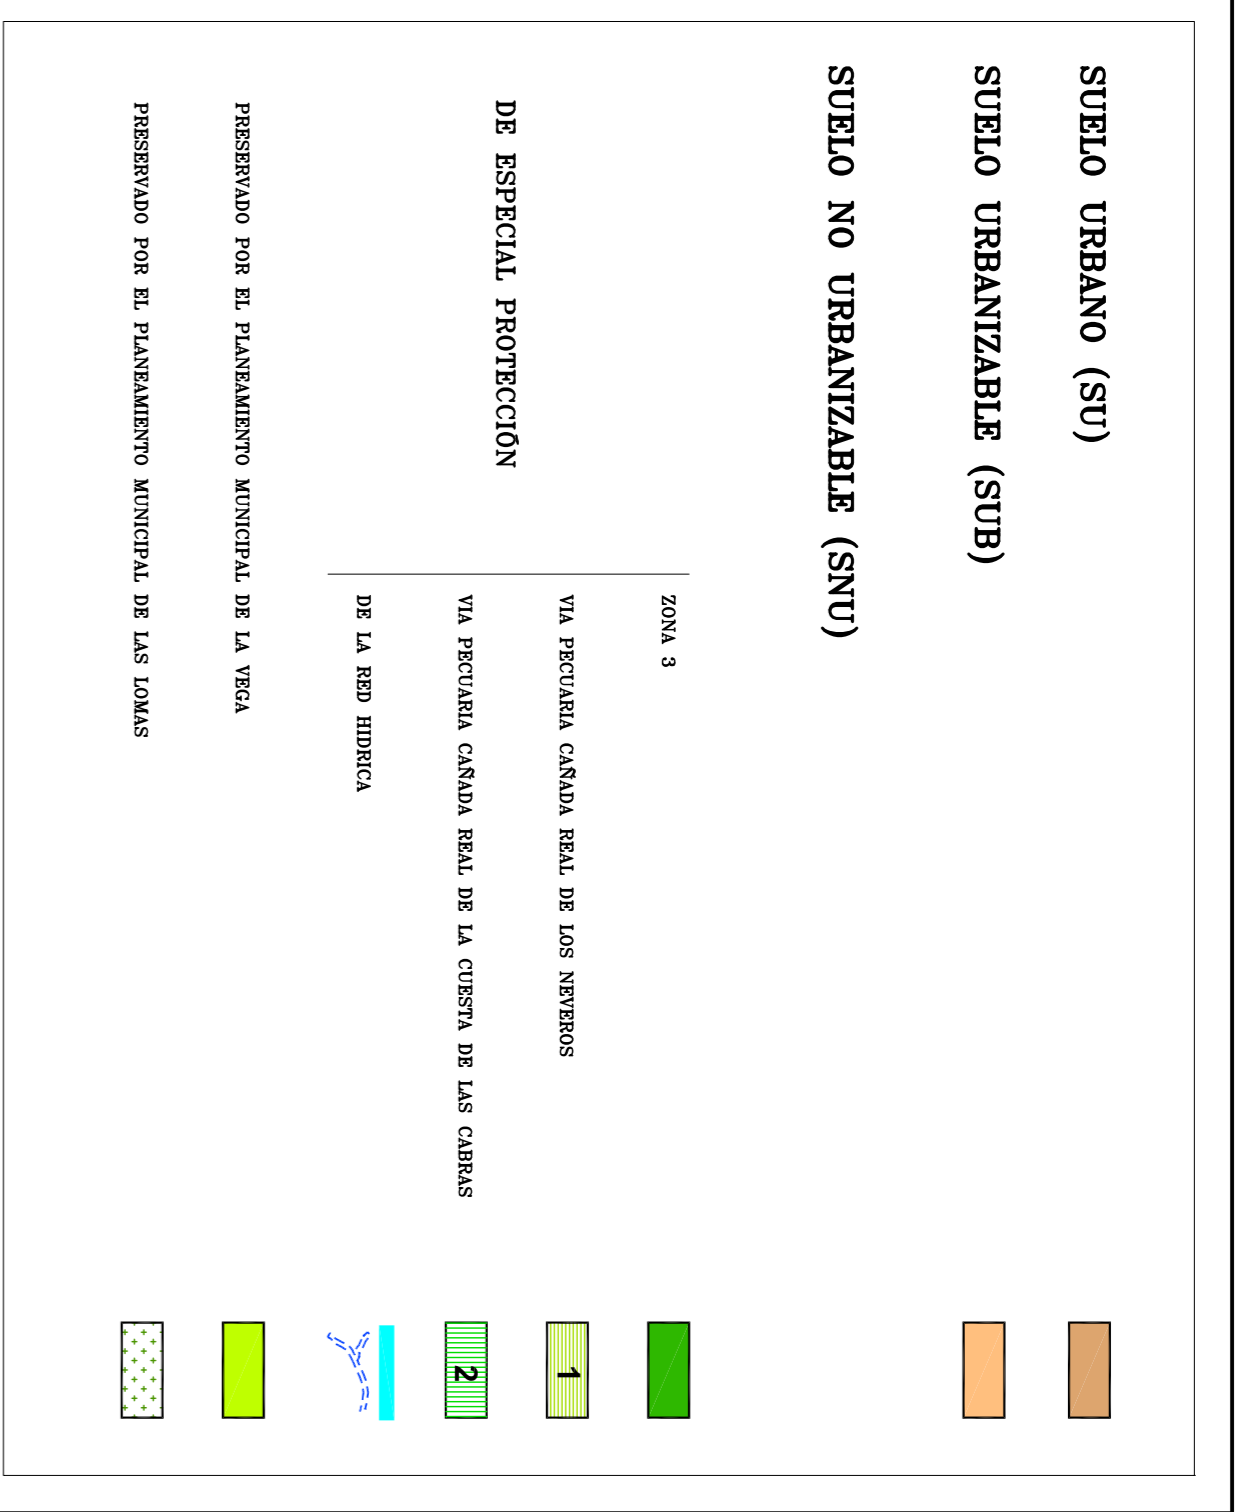 SUELO URBANO (SU)
SUELO URBANIZABLE (SUB)
SUELO NO URBANIZABLE (SNU)
DE ESPECIAL PROTECCIÓN
ZONA 3
VIA PECUARIA CAÑADA REAL DE LOS NEVEROS
1
VIA PECUARIA CAÑADA REAL DE LA CUESTA DE LAS CABRAS
2
DE LA RED HIDRICA
PRESERVADO POR EL PLANEAMIENTO MUNICIPAL DE LA VEGA
PRESERVADO POR EL PLANEAMIENTO MUNICIPAL DE LAS LOMAS